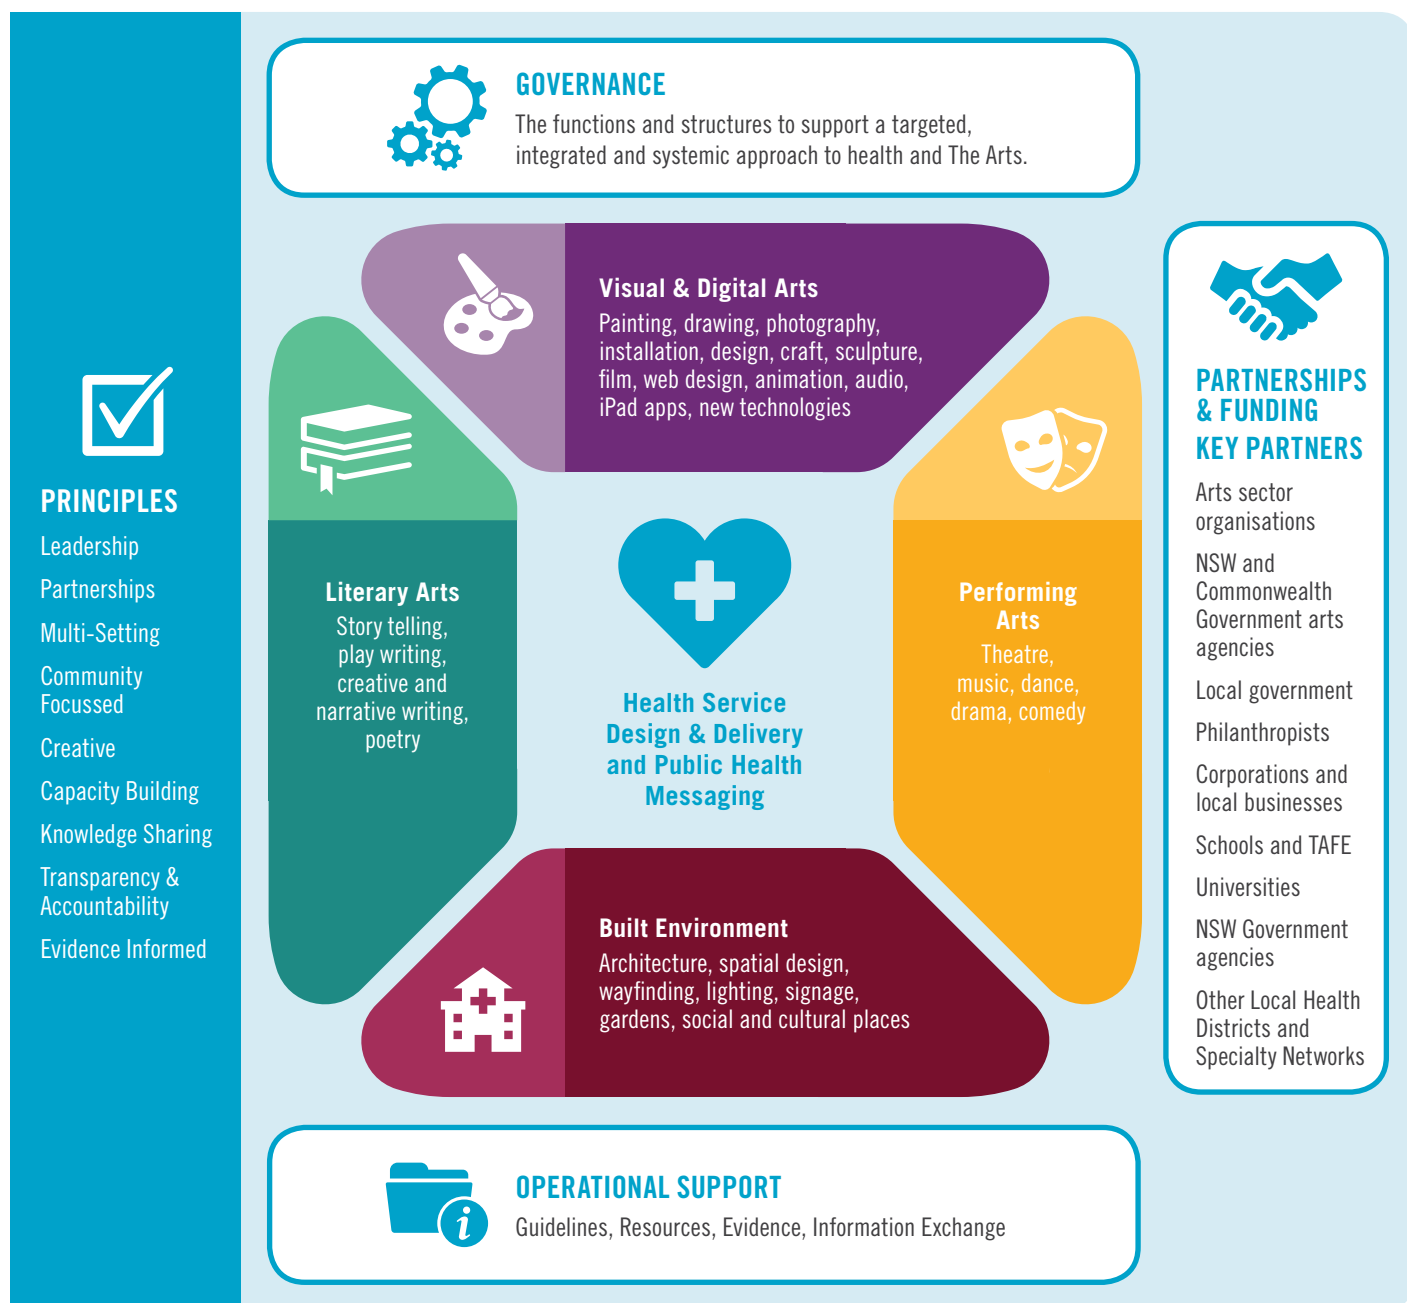 GOVERNANCE
The functions and structures to support a targeted,
integrated and systemic approach to health and The Arts.
PRINCIPLES
Leadership
Partnerships
Multi-Setting
Community
Focussed
Creative
Capacity Building
Knowledge Sharing
Transparency &
Accountability
Evidence Informed
Visual & Digital Arts
Painting, drawing, photography,
installation, design, craft, sculpture,
film, web design, animation, audio,
iPad apps, new technologies
Literary Arts
Story telling,
play writing,
creative and
narrative writing,
poetry
Health Service
Design & Delivery
and Public Health
Messaging
Performing
Arts
Theatre,
music, dance,
drama, comedy
Built Environment
Architecture, spatial design,
wayfinding, lighting, signage,
gardens, social and cultural places
PARTNERSHIPS
& FUNDING
KEY PARTNERS
Arts sector
organisations
NSW and
Commonwealth
Government arts
agencies
Local government
Philanthropists
Corporations and
local businesses
Schools and TAFE
Universities
NSW Government
agencies
Other Local Health
Districts and
Specialty Networks
OPERATIONAL SUPPORT
i
Guidelines, Resources, Evidence, Information Exchange